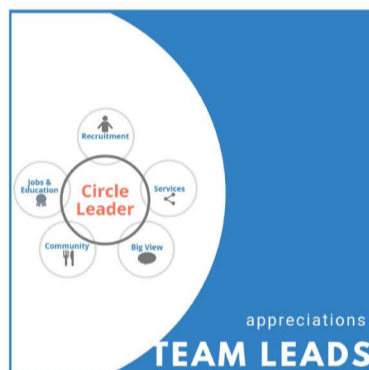 Recruitment
Jobs &
Education
Circle
Leader
Services
Community
Big View
appreciations
TEAM LEADS